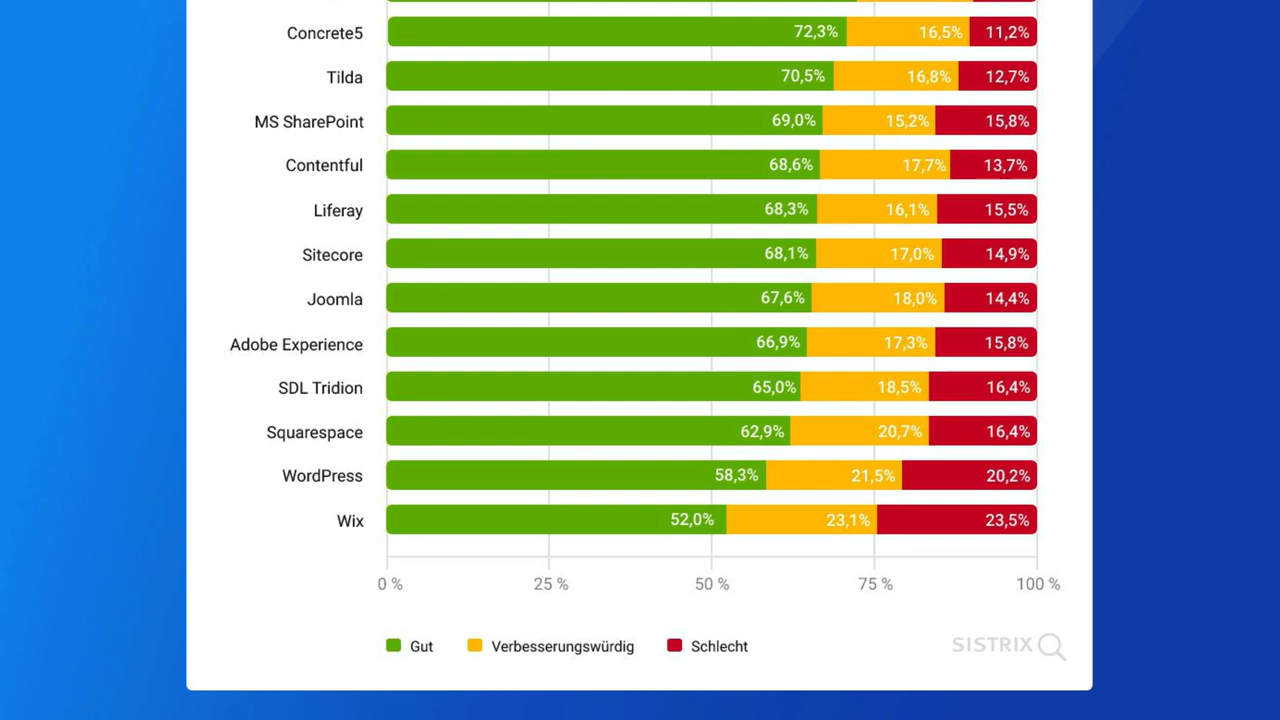 Concrete5 72,3% 16,5% 11,2%
Tilda 70,5% 16,8% 12,7%
MS SharePoint 69,0% 15,2% 15,8%
Contentful 68,6% 17,7% 13,7%
Liferay 68,3% 16,1% 15,5%
Sitecore 68,1% 17,0% 14,9%
Joomla 67,6% 18,0% 14,4%
Adobe Experience 66,9% 17,3% 15,8%
SDL Tridion 65,0% 18,5% 16,4%
Squarespace 62,9% 20,7% 16,4%
WordPress 58,3% 21,5% 20,2%
Wix 52,0% 23,1% 23,5%
0 % 25 % 50 % 75 % 100 %
Gut Verbesserungswürdig Schlecht
SISTRIX